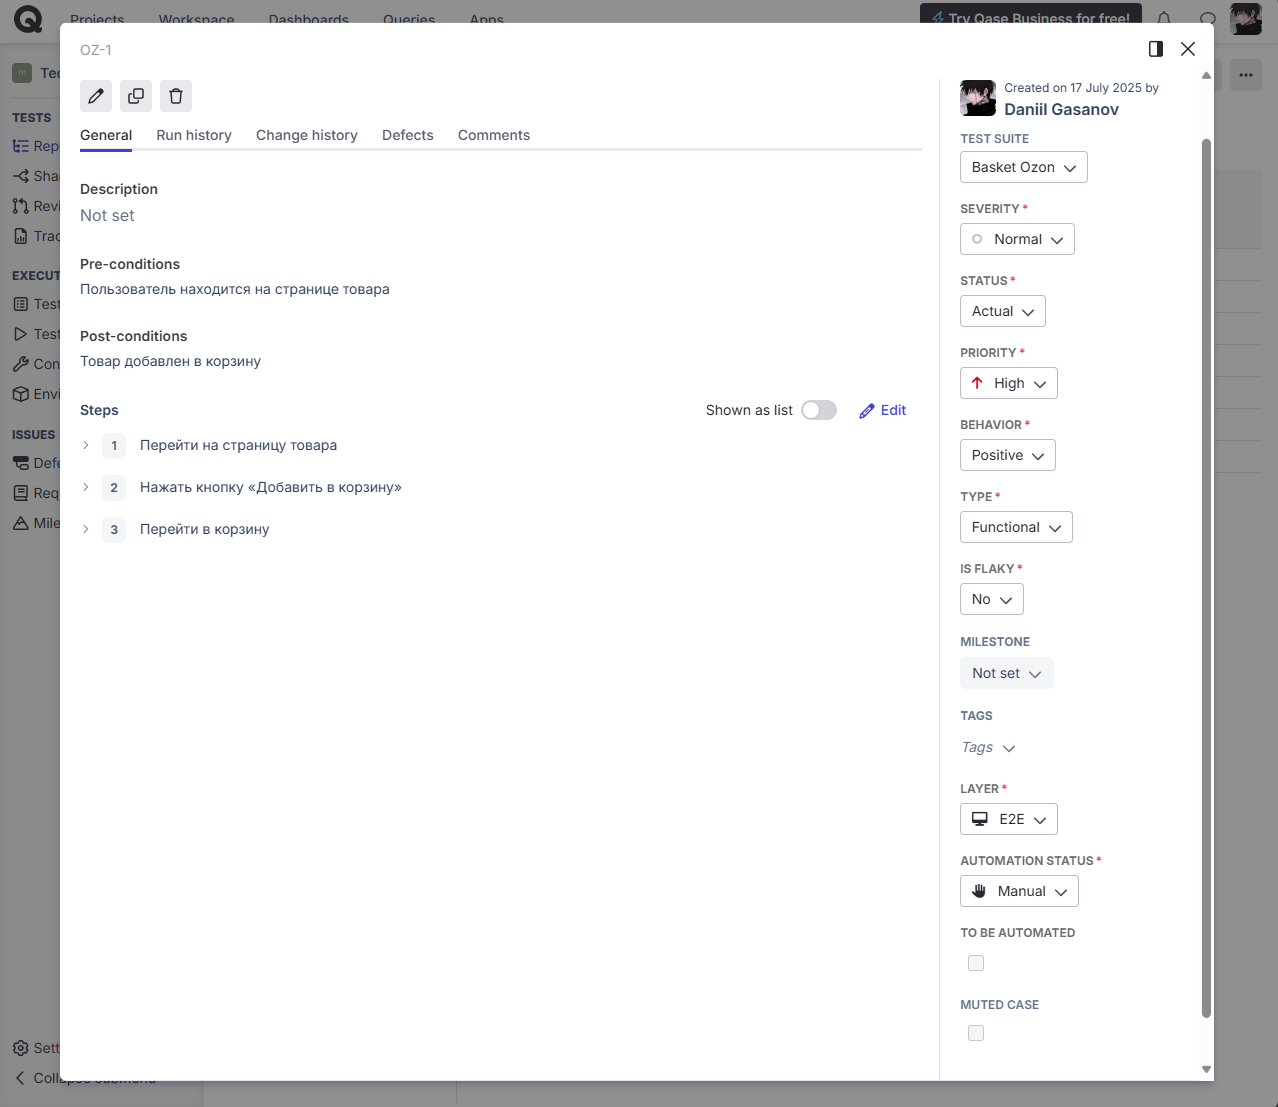 Projects
Workspace
Dashboards
Queries
Apps
Try Qase Business for free!
OZ-1
TESTS
EXECUT
Test
Test
Con
Envi
ISSUES
Defe
Req
Mile
Sett
Collapse submenu
General
Run history
Change history
Defects
Comments
Description
Not set
Pre-conditions
Пользователь находится на странице товара
Post-conditions
Товар добавлен в корзину
Steps
Shown as list
Edit
1 Перейти на страницу товара
2 Нажать кнопку «Добавить в корзину»
3 Перейти в корзину
Created on 17 July 2025 by
Daniil Gasanov
TEST SUITE
Basket Ozon
SEVERITY*
Normal
STATUS*
Actual
PRIORITY*
High
BEHAVIOR*
Positive
TYPE*
Functional
IS FLAKY*
No
MILESTONE
Not set
TAGS
Tags
LAYER*
E2E
AUTOMATION STATUS*
Manual
TO BE AUTOMATED
MUTED CASE